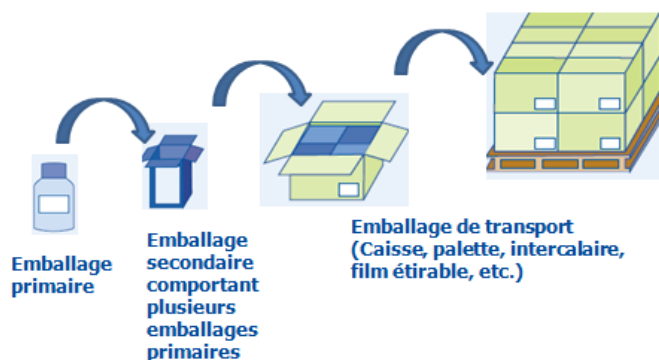 Emballage
primaire
Emballage
secondaire
comportant
plusieurs
emballages
primaires
Emballage de transport
(Caisse, palette, intercalaire,
film étirable, etc.)